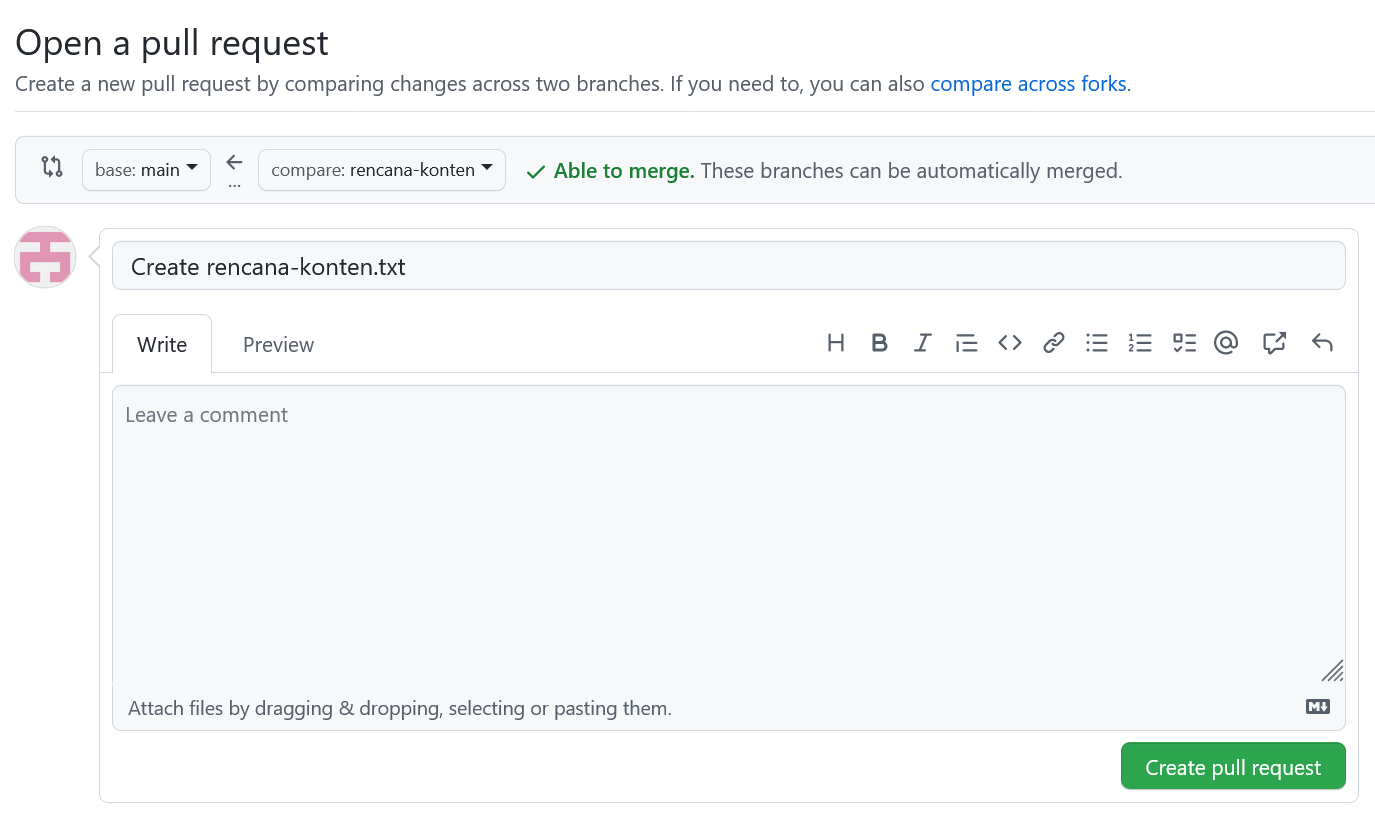 Open a pull request
Create a new pull request by comparing changes across two branches. If you need to, you can also compare across forks.
base: main ... compare: rencana-konten Able to merge. These branches can be automatically merged.
Create rencana-konten.txt
Write Preview
Leave a comment
Attach files by dragging & dropping, selecting or pasting them.
Create pull request